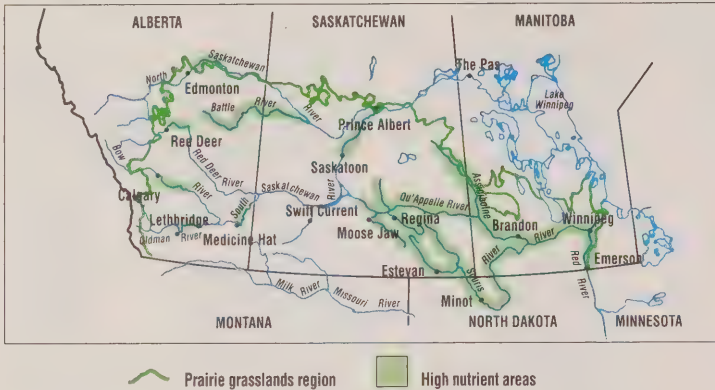 ALBERTA
SASKATCHEWAN
MANITOBA
North
Saskatchewan
River
Edmonton
Battle
River
The Pas
Lake
Winnipeg
Prince Albert
Red Deer
Red Deer
River
Bow
River
Calgary
Saskatoon
South
Saskatchewan
River
Qu'Appelle River
Assiniboine
River
Lethbridge
Oldman River
Medicine Hat
Swift Current
Moose Jaw
Regina
Brandon
Winnipeg
Emerson
Red
River
Estevan
Souris
Minot
Milk River
Missouri River
MONTANA
NORTH DAKOTA
MINNESOTA
Prairie grasslands region
High nutrient areas